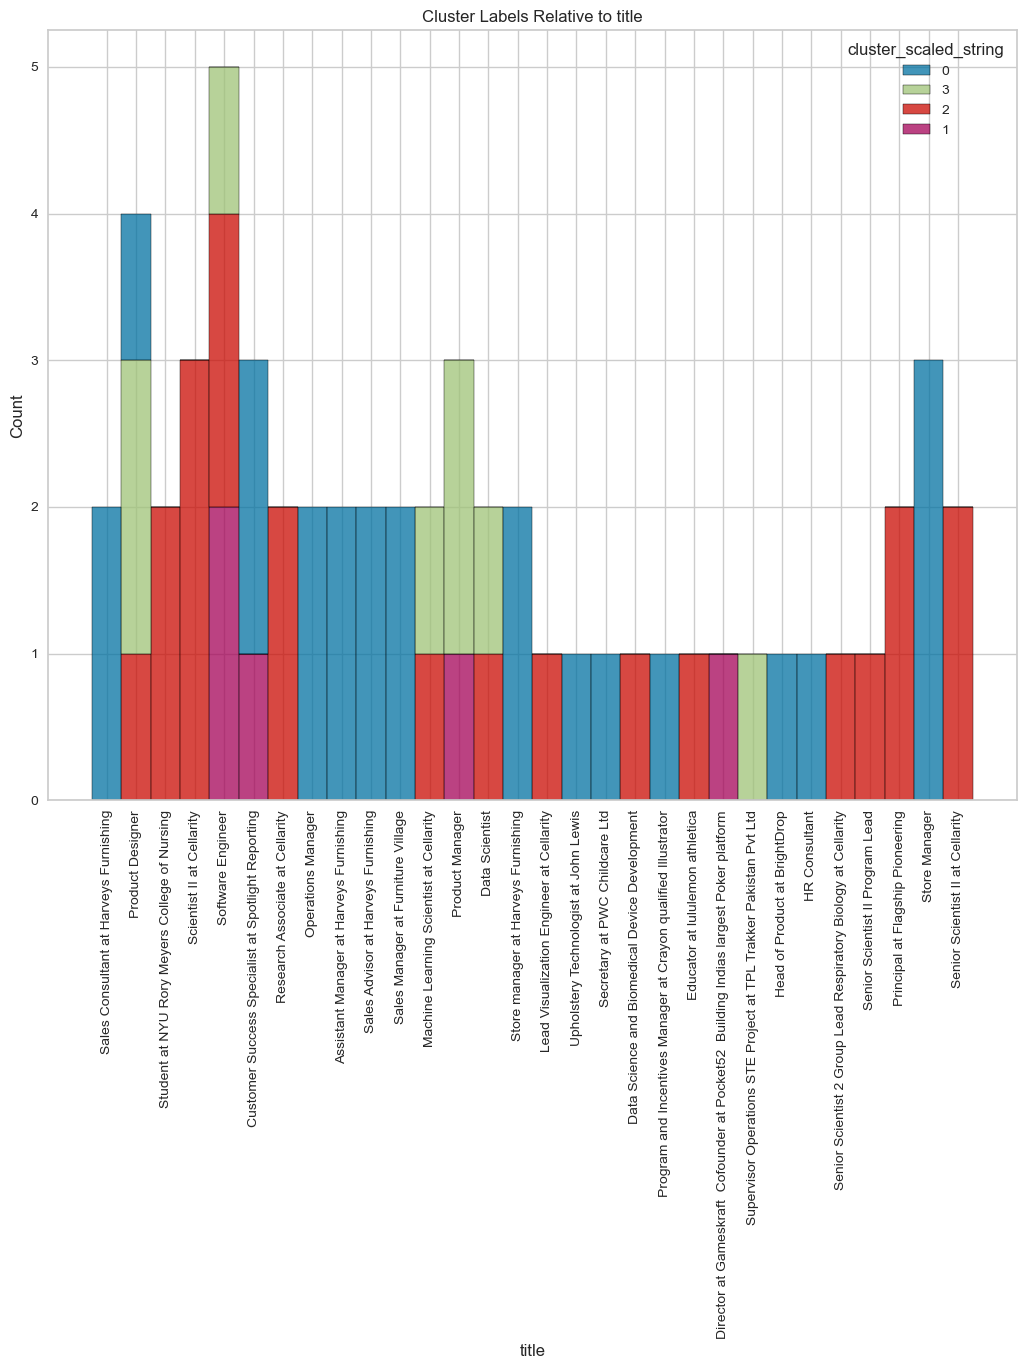 Cluster Labels Relative to title
cluster_scaled_string
0
3
2
1
5
4
3
2
1
0
Count
Sales Consultant at Harveys Furnishing
Product Designer
Student at NYU Rory Meyers College of Nursing
Scientist II at Cellarity
Software Engineer
Customer Success Specialist at Spotlight Reporting
Research Associate at Cellarity
Operations Manager
Assistant Manager at Harveys Furnishing
Sales Advisor at Harveys Furnishing
Sales Manager at Furniture Village
Machine Learning Scientist at Cellarity
Product Manager
Data Scientist
Store manager at Harveys Furnishing
Lead Visualization Engineer at Cellarity
Upholstery Technologist at John Lewis
Secretary at PWC Childcare Ltd
Data Science and Biomedical Device Development
Program and Incentives Manager at Crayon qualified Illustrator
Educator at lululemon athletica
Director at Gameskraft  Cofounder at Pocket52  Building Indias largest Poker platform
Supervisor Operations STE Project at TPL Trakker Pakistan Pvt Ltd
Head of Product at BrightDrop
HR Consultant
Senior Scientist 2 Group Lead Respiratory Biology at Cellarity
Senior Scientist II Program Lead
Principal at Flagship Pioneering
Store Manager
Senior Scientist II at Cellarity
title